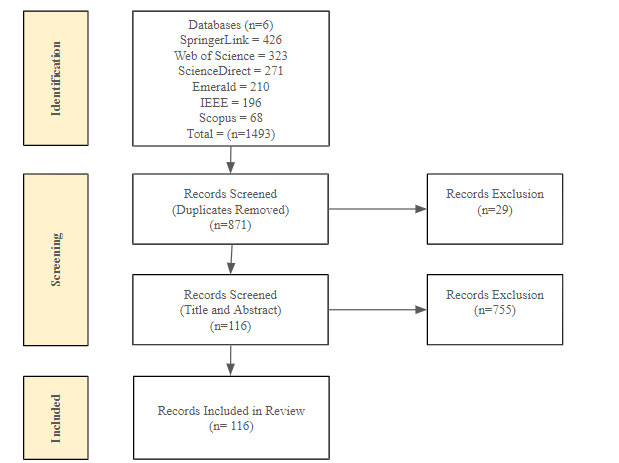 Identification
Databases (n=6)
SpringerLink = 426
Web of Science = 323
ScienceDirect = 271
Emerald = 210
IEEE = 196
Scopus = 68
Total = (n=1493)
Screening
Records Screened
(Duplicates Removed)
(n=871)
Records Exclusion
(n=29)
Records Screened
(Title and Abstract)
(n=116)
Records Exclusion
(n=755)
Included
Records Included in Review
(n= 116)